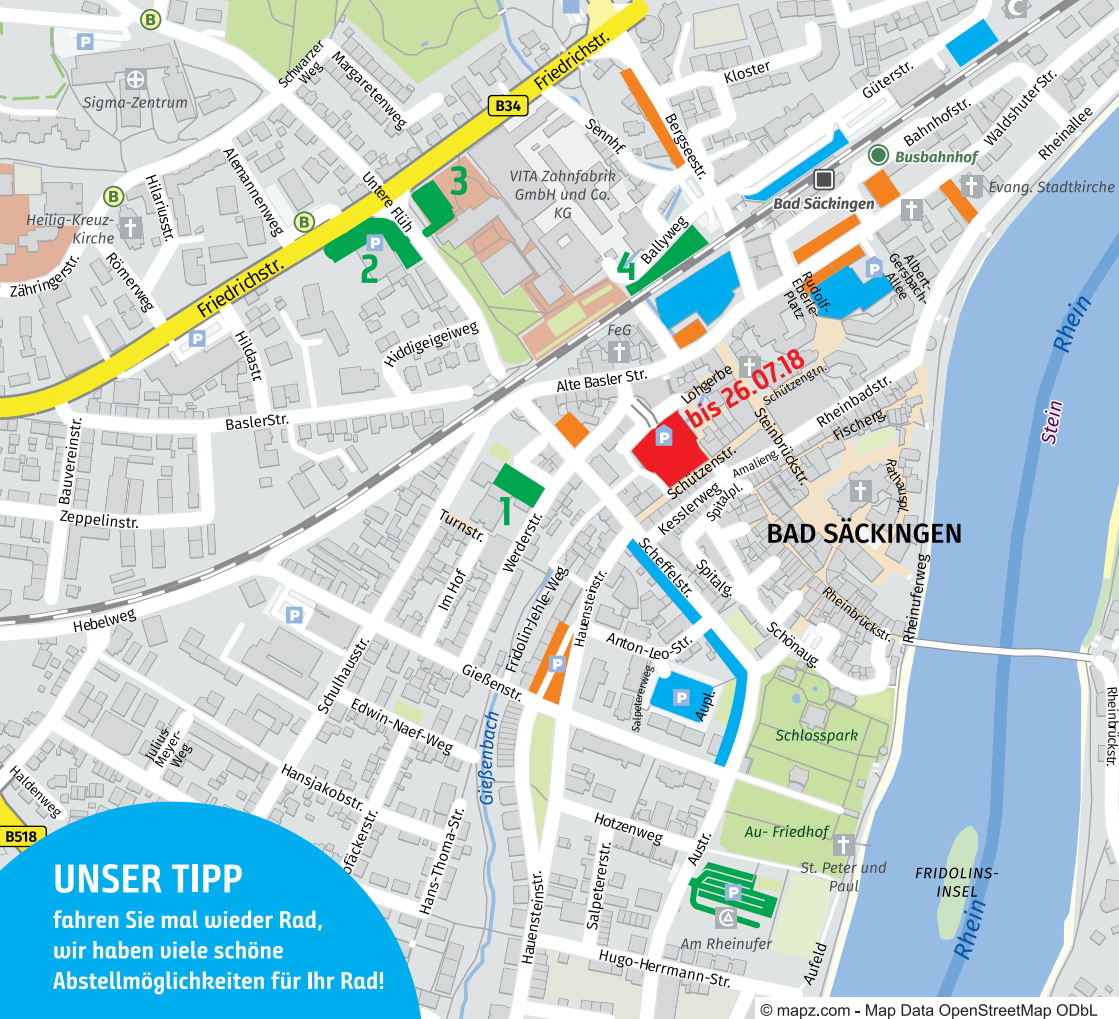 B
P
Sigma-Zentrum
Schwarzer
Weg
Margaretenweg
Friedrichstr.
B34
Kloster
Güterstr.
Sennhf.
Bergseestr.
Bahnhofstr.
Waldshuter Str.
Rheinallee
Busbahnhof
Evang. Stadtkirche
Bad Säckingen
VITA Zahnfabrik
GmbH und Co.
KG
B
Hilariusstr.
Alemannenweg
Untere Flüh
3
B
P
2
Heilig-Kreuz-
Kirche
Zähringerstr.
Römerweg
Friedrichstr.
P
Hildastr.
Hiddigeigeiweg
Ballyweg
4
Rudolf-
Eberle-
Platz
P
Albert-
Gersbach-
Allee
Rhein
Stein
FeG
Alte Basler Str.
Lohgerbe
bis 26.07.18
Schützengtn.
P
Steinbrückstr.
Rheinbadstr.
Fischerg.
BaslerStr.
Bauvereinstr.
Zeppelinstr.
Schützenstr.
Amalieng.
Kesslerweg
Spitalpl.
Rathauspl.
BAD SÄCKINGEN
1
Turnstr.
Werderstr.
Im Hof
Fridolin-Jehle-Weg
Hauensteinstr.
Scheffelstr.
Spitalg.
Rheinbrückstr.
Rheinuferweg
Schönaug.
Hebelweg
P
Schulhausstr.
Gießenstr.
P
Anton-Leo-Str.
Salpetererweg
P
Aupl.
Schlosspark
Rheinbrückstr.
Edwin-Naef-Weg
Julius-
Meyer-
Weg
Hansjakobstr.
Gießenbach
Haldenweg
B518
Hans-Thoma-Str.
ofäckerstr.
Hotzenweg
Salpetererstr.
Hauensteinstr.
Austr.
Au- Friedhof
St. Peter und
Paul
P
Am Rheinufer
Hugo-Herrmann-Str.
Aufeld
FRIDOLINS-
INSEL
Rhein
UNSER TIPP
fahren Sie mal wieder Rad,
wir haben viele schöne
Abstellmöglichkeiten für Ihr Rad!
© mapz.com - Map Data OpenStreetMap ODbL